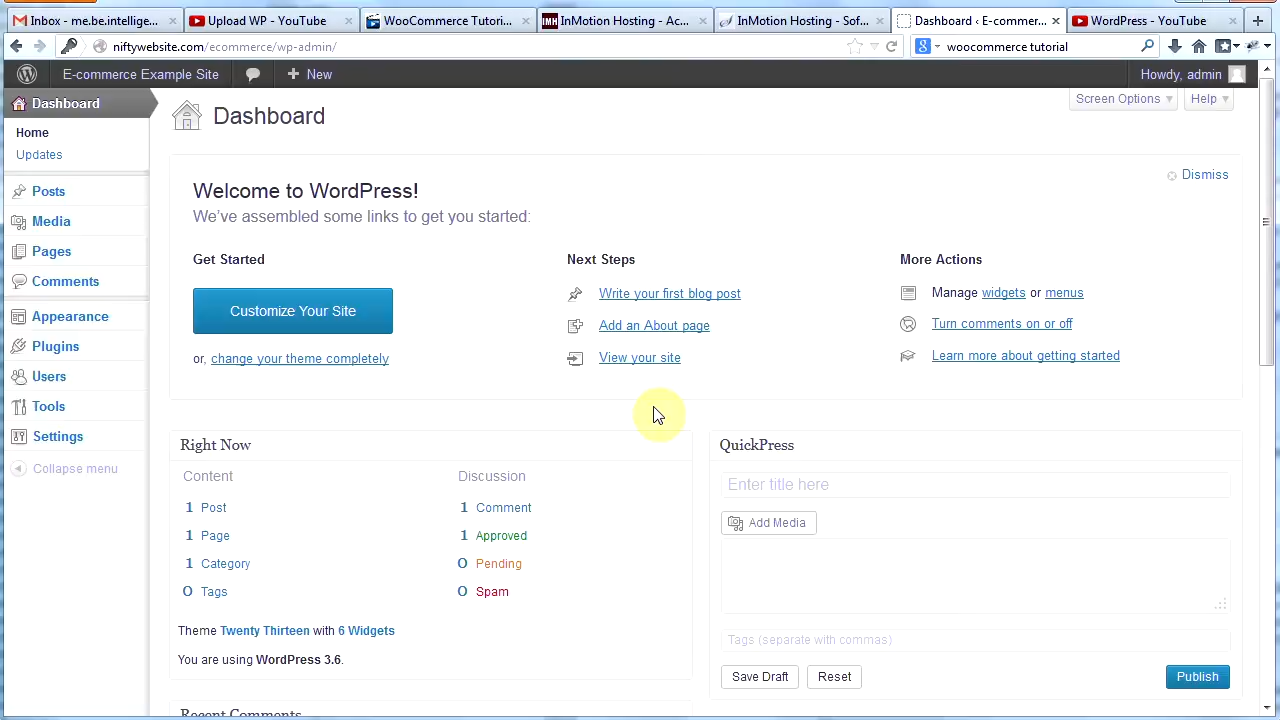 Inbox - me.be.intellige...
Upload WP - YouTube
WooCommerce Tutori...
IMH InMotion Hosting - Ac...
InMotion Hosting - Sof...
Dashboard ‹ E-commer...
WordPress - YouTube
niftywebsite.com/ecommerce/wp-admin/
woocommerce tutorial
E-commerce Example Site
New
Howdy, admin
Dashboard
Home
Updates
Posts
Media
Pages
Comments
Appearance
Plugins
Users
Tools
Settings
Collapse menu
Dashboard
Screen Options
Help
Welcome to WordPress!
Dismiss
We've assembled some links to get you started:
Get Started
Customize Your Site
or, change your theme completely
Next Steps
Write your first blog post
Add an About page
View your site
More Actions
Manage widgets or menus
Turn comments on or off
Learn more about getting started
Right Now
Content
1 Post
1 Page
1 Category
0 Tags
Discussion
1 Comment
1 Approved
0 Pending
0 Spam
Theme Twenty Thirteen with 6 Widgets
You are using WordPress 3.6.
Recent Comments
QuickPress
Enter title here
Add Media
Tags (separate with commas)
Save Draft
Reset
Publish